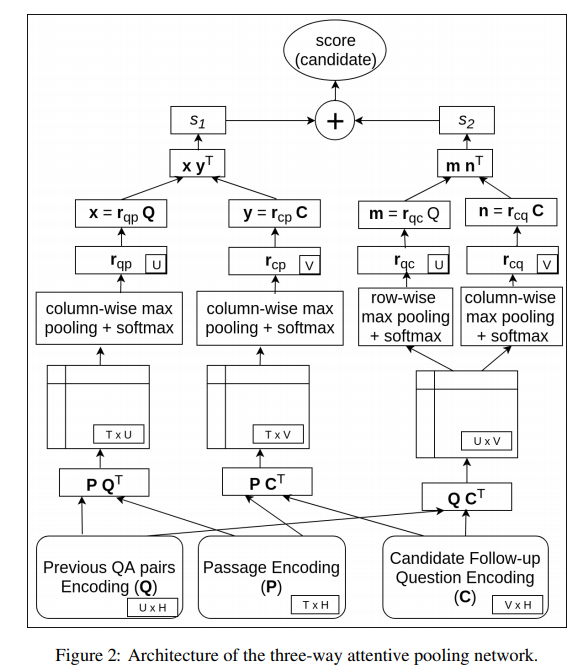 score
(candidate)
s1
+
s2
x yT
m nT
x = rqp Q
y = rcp C
m = rqc Q
n = rcq C
rqp U
rcp V
rqc U
rcq V
column-wise max
pooling + softmax
column-wise max
pooling + softmax
row-wise
max pooling
+ softmax
column-wise
max pooling
+ softmax
T x U
T x V
U x V
P QT
P CT
Q CT
Previous QA pairs
Encoding (Q)
U x H
Passage Encoding
(P)
T x H
Candidate Follow-up
Question Encoding
(C)
V x H
Figure 2: Architecture of the three-way attentive pooling network.